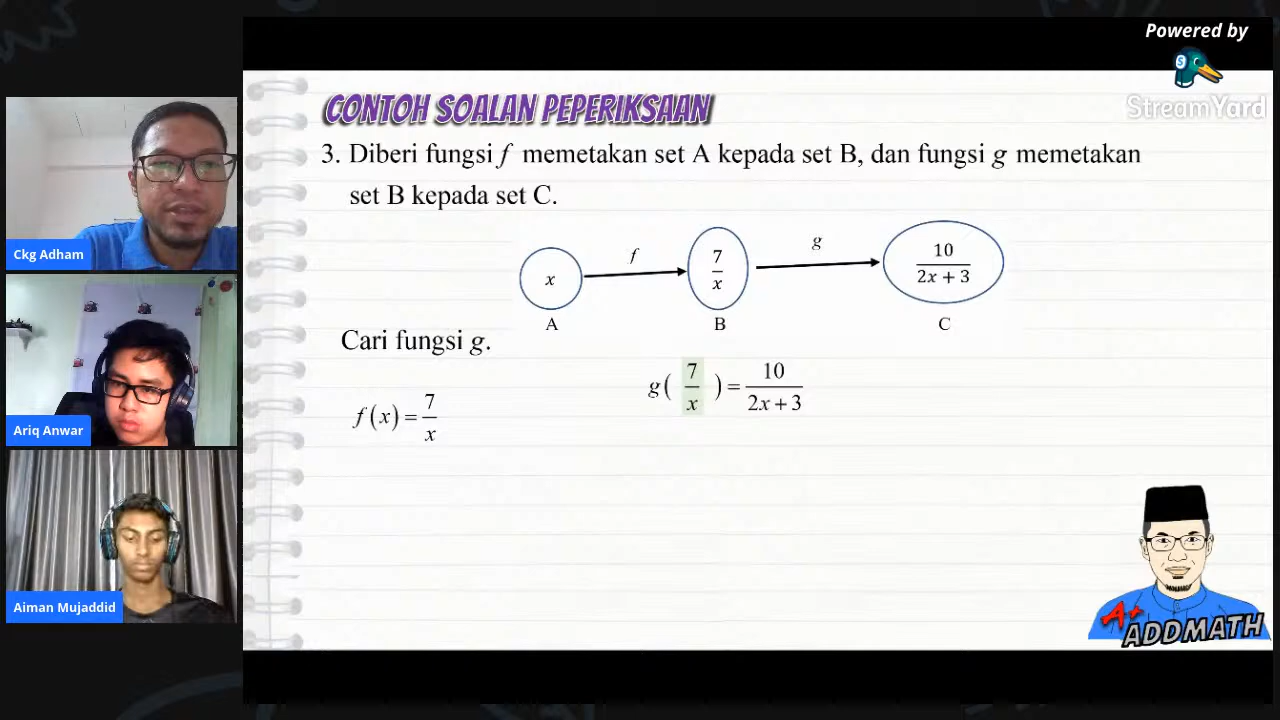 Powered by
StreamYard
CONTOH SOALAN PEPERIKSAAN
3. Diberi fungsi f memetakan set A kepada set B, dan fungsi g memetakan
set B kepada set C.
f
g
x
7/x
10/(2x + 3)
A
B
C
Cari fungsi g.
g( 7/x ) = 10/(2x + 3)
f(x) = 7/x
Ckg Adham
Ariq Anwar
Aiman Mujaddid
A+
ADDMATH